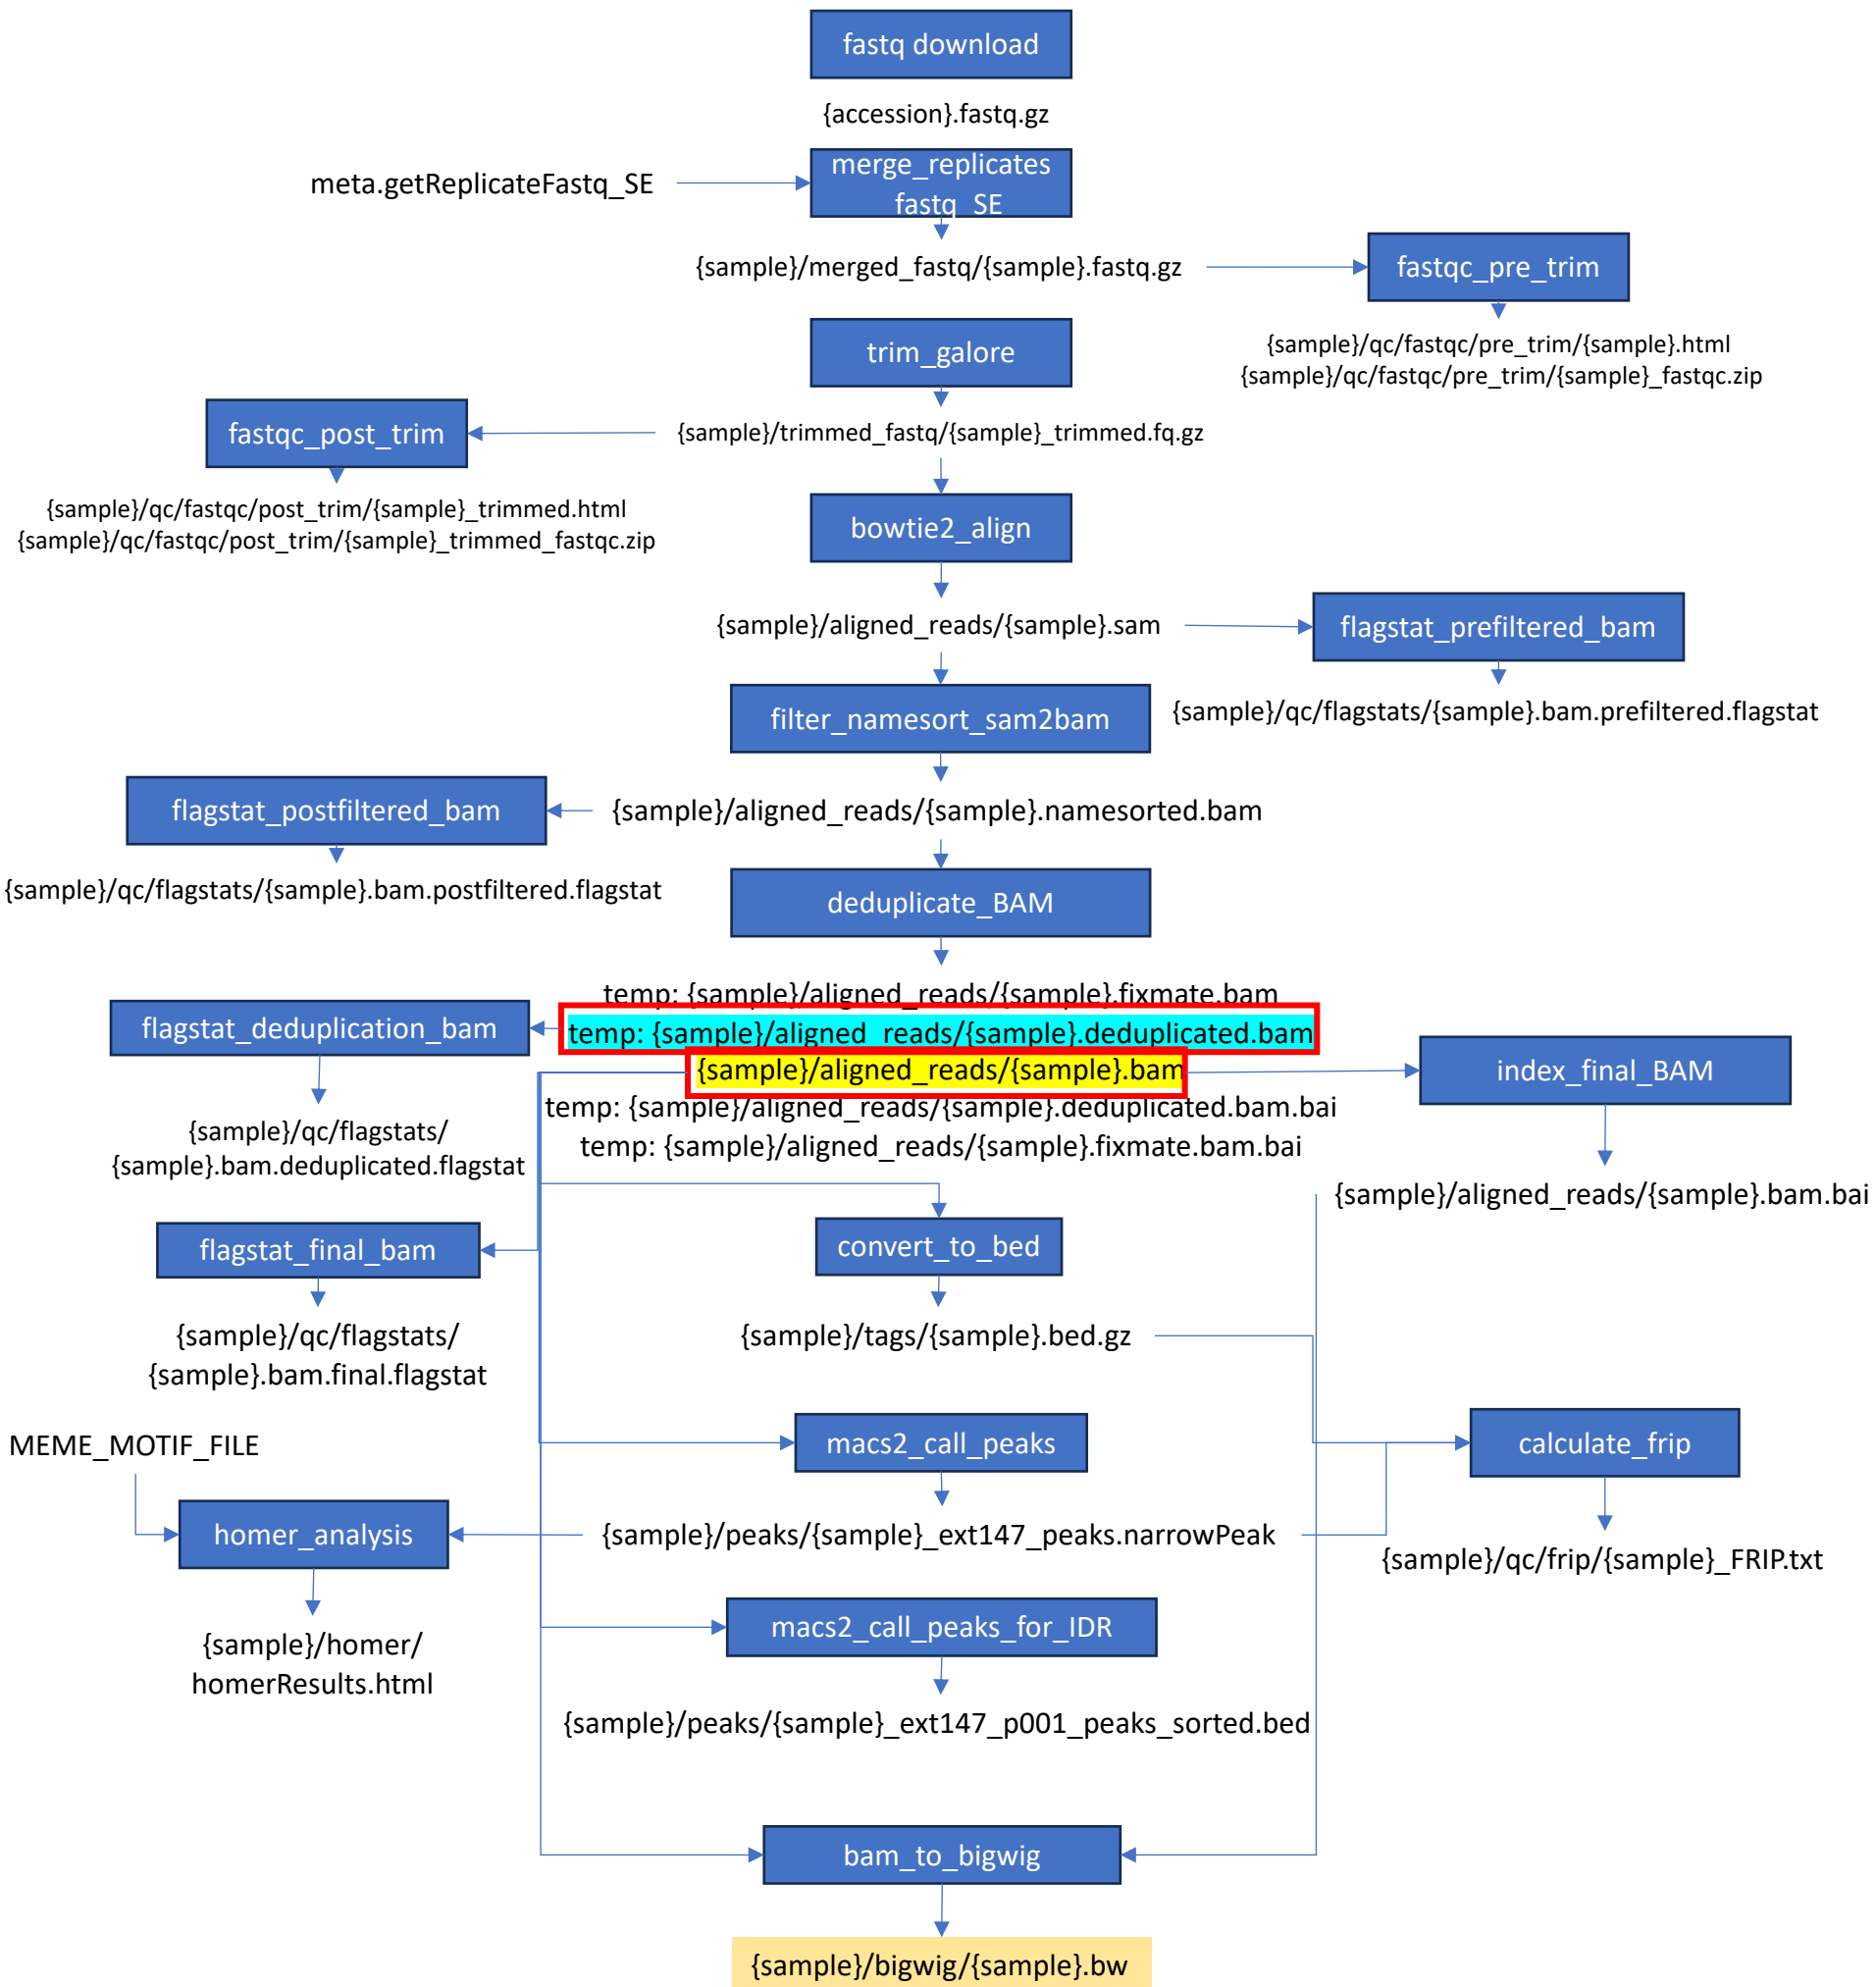 fastq download
{accession}.fastq.gz
meta.getReplicateFastq_SE
merge_replicates
fastq_SE
{sample}/merged_fastq/{sample}.fastq.gz
fastqc_pre_trim
trim_galore
{sample}/qc/fastqc/pre_trim/{sample}.html
{sample}/qc/fastqc/pre_trim/{sample}_fastqc.zip
fastqc_post_trim
{sample}/trimmed_fastq/{sample}_trimmed.fq.gz
{sample}/qc/fastqc/post_trim/{sample}_trimmed.html
{sample}/qc/fastqc/post_trim/{sample}_trimmed_fastqc.zip
bowtie2_align
{sample}/aligned_reads/{sample}.sam
flagstat_prefiltered_bam
filter_namesort_sam2bam
{sample}/qc/flagstats/{sample}.bam.prefiltered.flagstat
flagstat_postfiltered_bam
{sample}/aligned_reads/{sample}.namesorted.bam
{sample}/qc/flagstats/{sample}.bam.postfiltered.flagstat
deduplicate_BAM
temp: {sample}/aligned_reads/{sample}.fixmate.bam
flagstat_deduplication_bam
temp: {sample}/aligned_reads/{sample}.deduplicated.bam
{sample}/aligned_reads/{sample}.bam
index_final_BAM
temp: {sample}/aligned_reads/{sample}.deduplicated.bam.bai
temp: {sample}/aligned_reads/{sample}.fixmate.bam.bai
{sample}/qc/flagstats/
{sample}.bam.deduplicated.flagstat
{sample}/aligned_reads/{sample}.bam.bai
flagstat_final_bam
convert_to_bed
{sample}/qc/flagstats/
{sample}.bam.final.flagstat
{sample}/tags/{sample}.bed.gz
MEME_MOTIF_FILE
macs2_call_peaks
calculate_frip
homer_analysis
{sample}/peaks/{sample}_ext147_peaks.narrowPeak
{sample}/qc/frip/{sample}_FRIP.txt
macs2_call_peaks_for_IDR
{sample}/homer/
homerResults.html
{sample}/peaks/{sample}_ext147_p001_peaks_sorted.bed
bam_to_bigwig
{sample}/bigwig/{sample}.bw